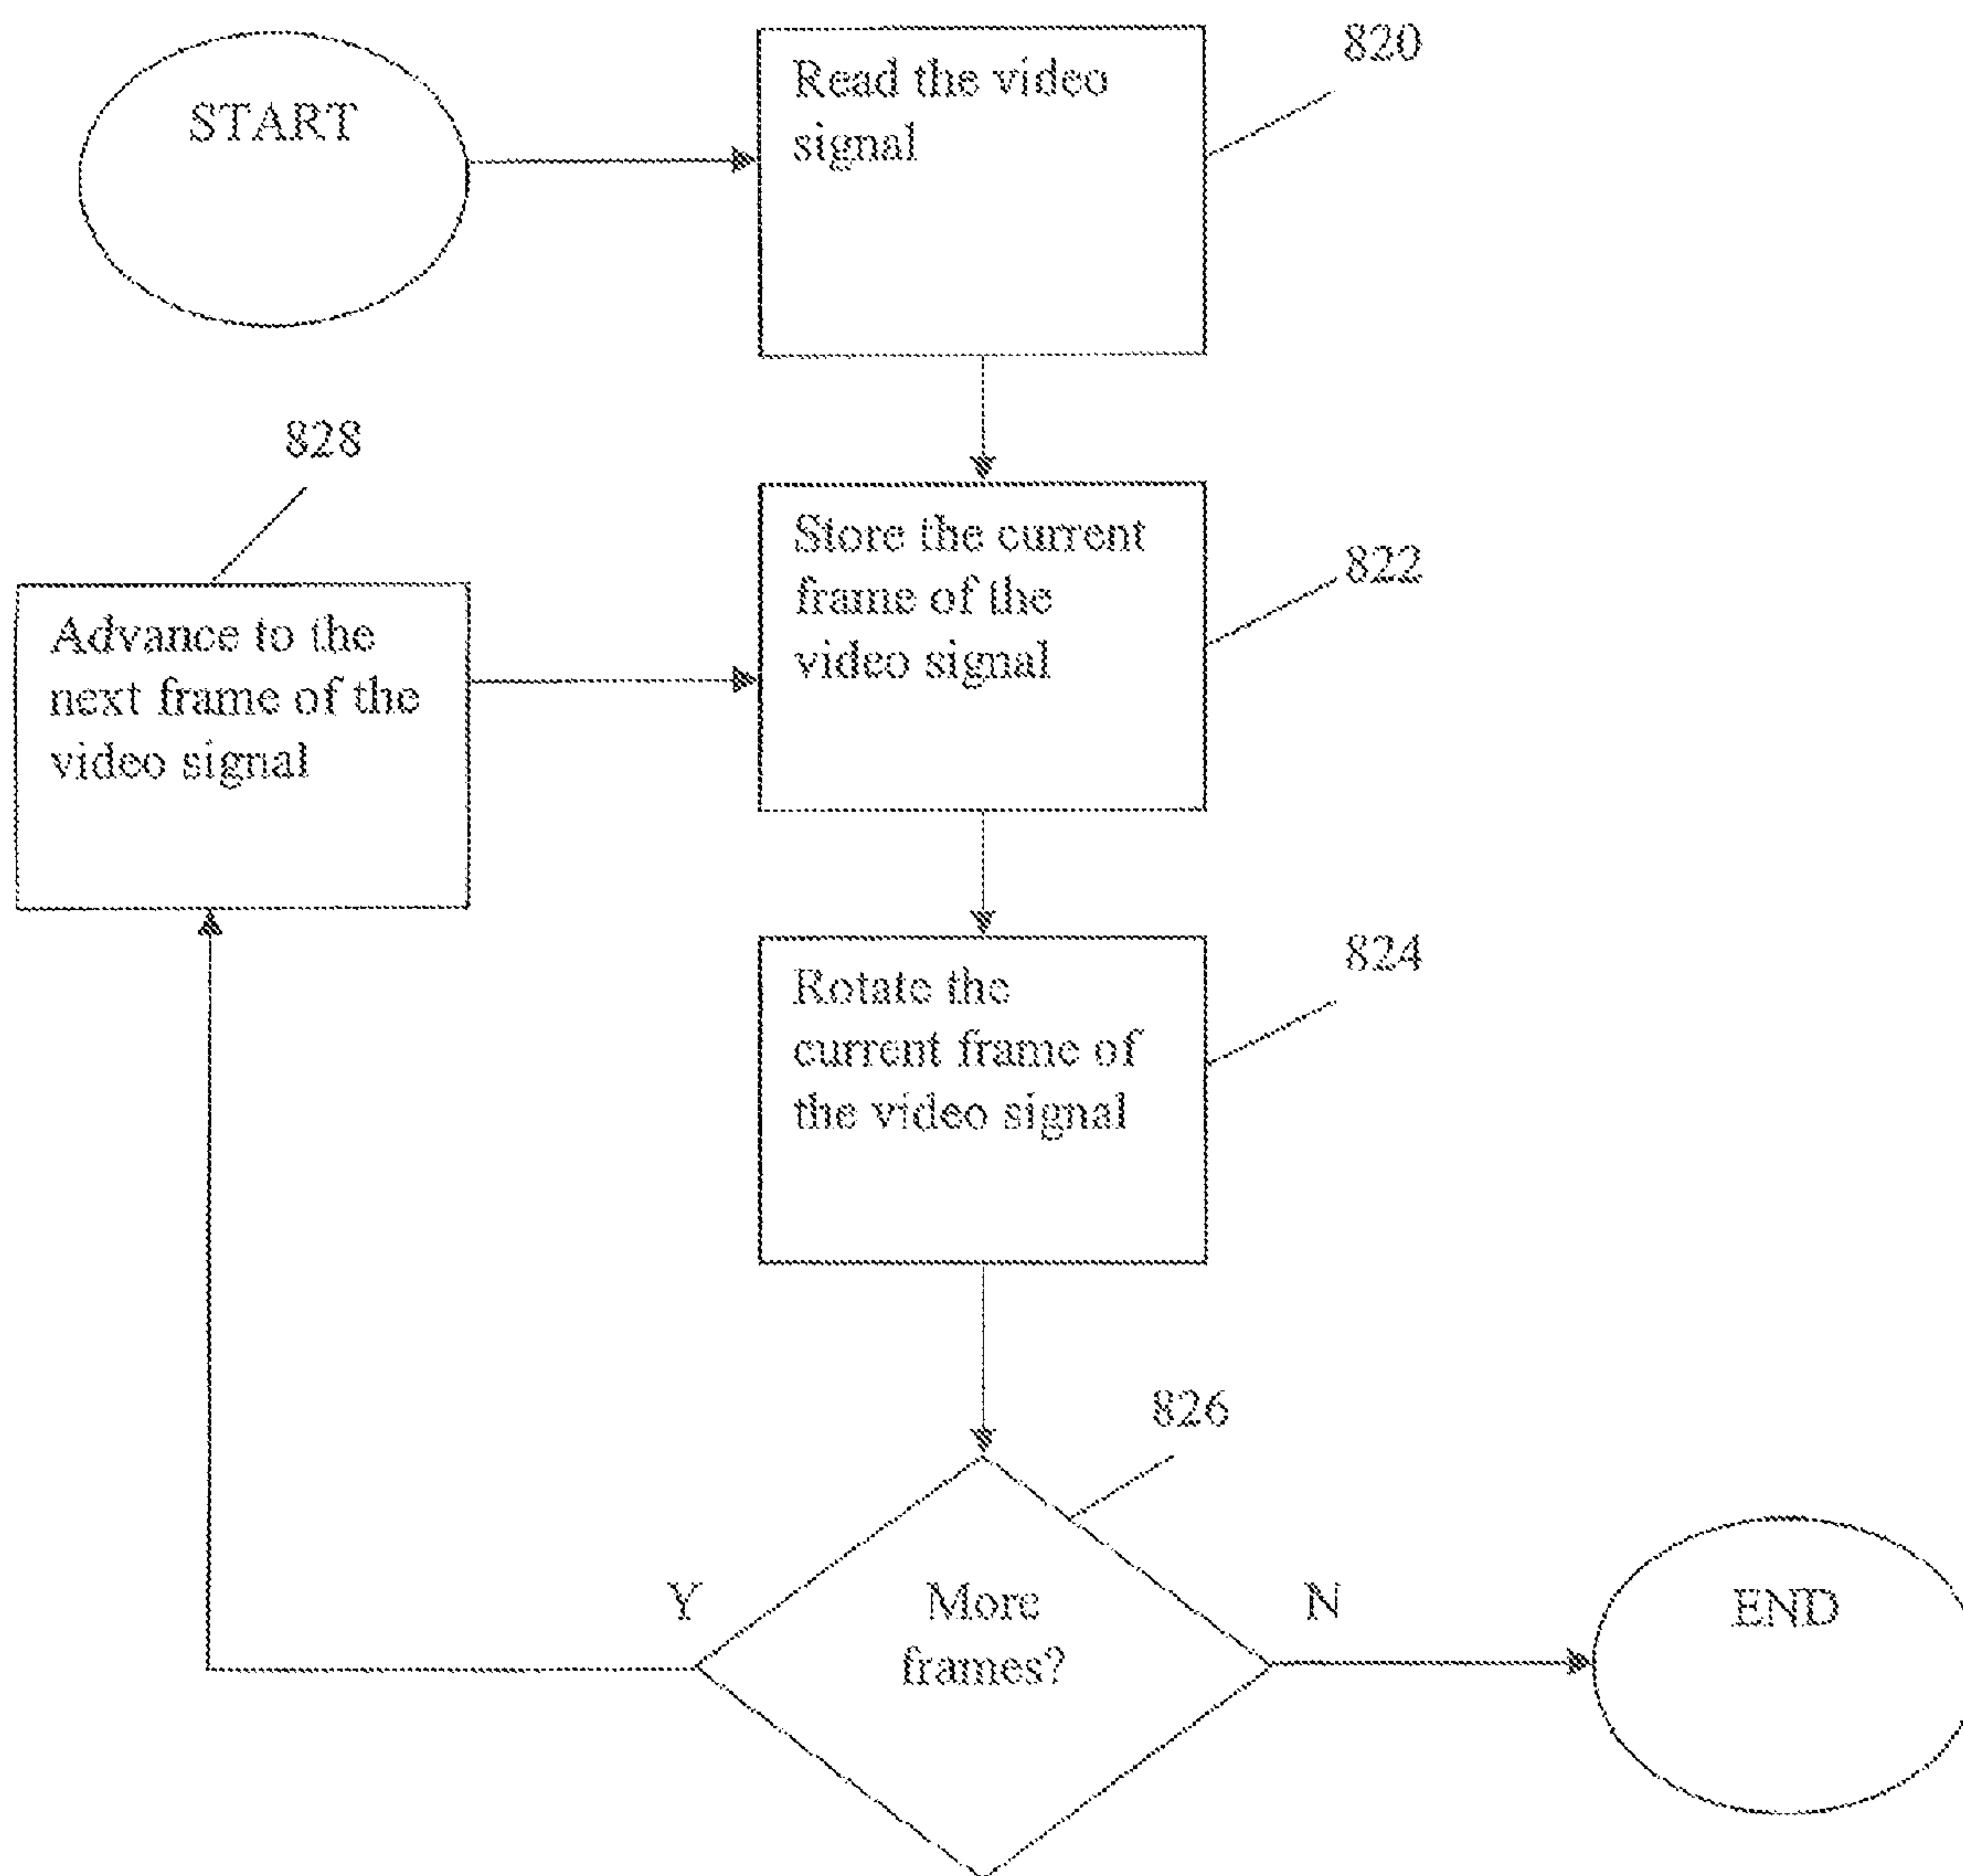 START
Read the video
signal
820
828
Store the current
frame of the
video signal
822
Advance to the
next frame of the
video signal
Rotate the
current frame of
the video signal
824
826
Y
More
frames?
N
END